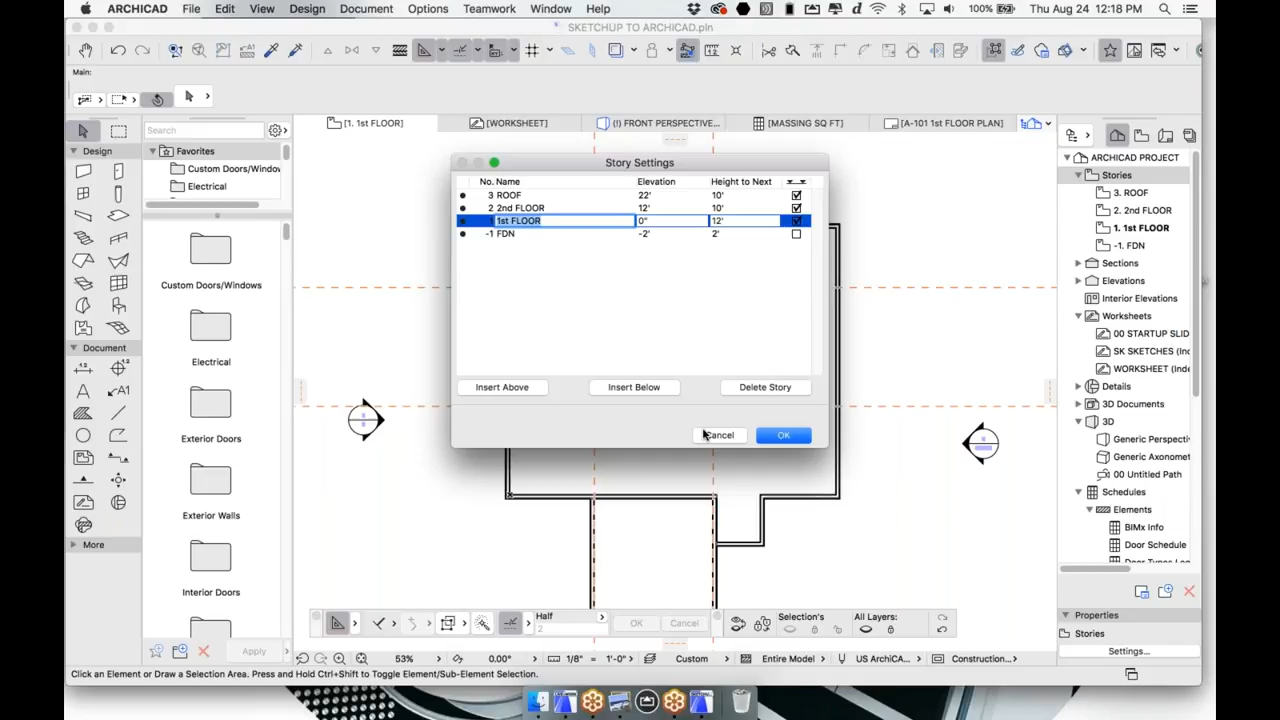 ARCHICAD File Edit View Design Document Options Teamwork Window Help 100% Thu Aug 24 12:18 PM
SKETCHUP TO ARCHICAD.pln
Main:
Search
Favorites
Custom Doors/Window
Electrical
Design
Document
More
Custom Doors/Windows
Electrical
Exterior Doors
Exterior Walls
Interior Doors
Apply
[1. 1st FLOOR]
[WORKSHEET]
(!) FRONT PERSPECTIVE...
[MASSING SQ FT]
[A-101 1st FLOOR PLAN]
Story Settings
No. Name Elevation Height to Next
3 ROOF 22' 10'
2 2nd FLOOR 12' 10'
1 1st FLOOR 0" 12'
-1 FDN -2' 2'
Insert Above
Insert Below
Delete Story
Cancel
OK
ARCHICAD PROJECT
Stories
3. ROOF
2. 2nd FLOOR
1. 1st FLOOR
-1. FDN
Sections
Elevations
Interior Elevations
Worksheets
00 STARTUP SLID
SK SKETCHES (Ind
WORKSHEET (Inde
Details
3D Documents
3D
Generic Perspecti
Generic Axonomet
00 Untitled Path
Schedules
Elements
BIMx Info
Door Schedule
Properties
Stories
Settings...
Half
2
OK
Cancel
Selection's
All Layers:
53%
0.00°
1/8" = 1'-0"
Custom
Entire Model
US ArchiCA...
Construction...
Click an Element or Draw a Selection Area. Press and Hold Ctrl+Shift to Toggle Element/Sub-Element Selection.